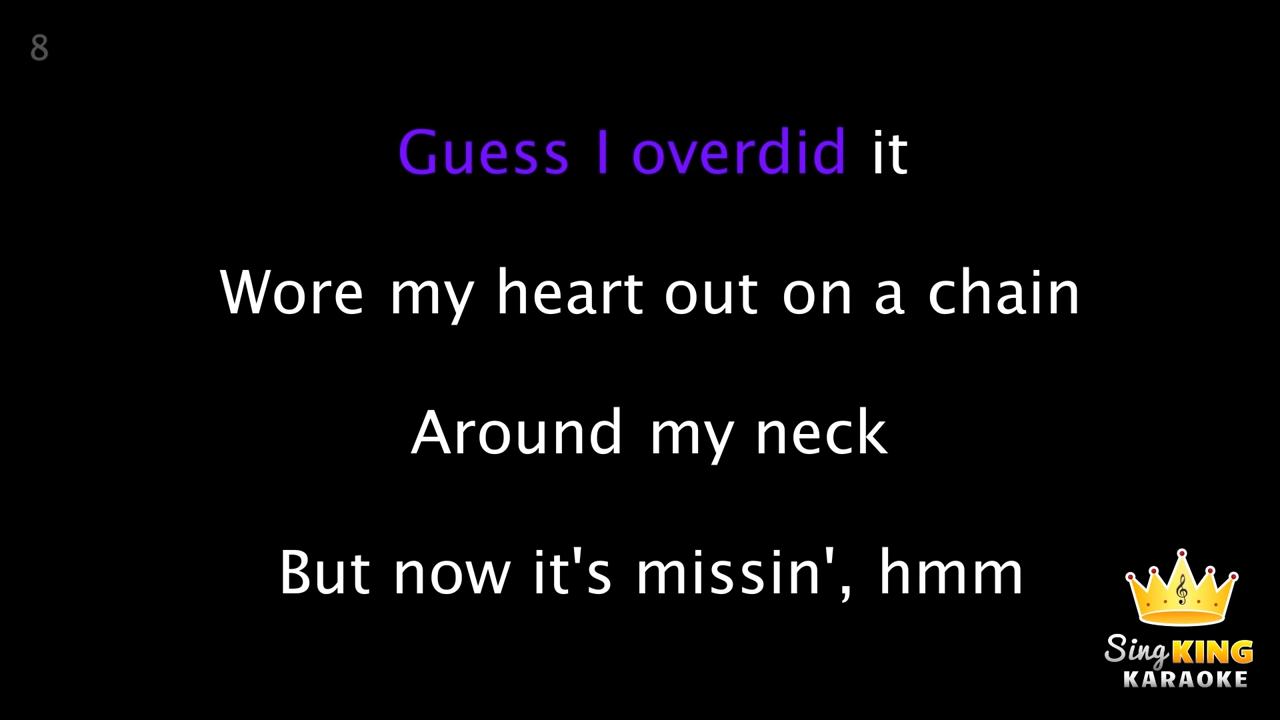 8
Guess I overdid it
Wore my heart out on a chain
Around my neck
But now it's missin', hmm
Sing KING
KARAOKE